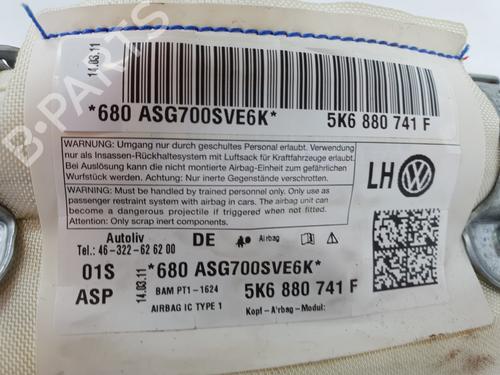 14.03.11
*680 ASG700SVE6K*
5K6 880 741 F
WARNUNG: Umgang nur durch geschultes Personal erlaubt. Verwendung
nur als Insassen-Rückhaltesystem mit Luftsack für Kraftfahrzeuge erlaubt.
Bei Auslösung kann die nicht montierte Airbag-Einheit zum gefährlichen
Wurfstück werden. Achtung: Nur inerte Gegenstände verschrotten.
WARNING: Must be handled by trained personnel only. Only use as
passenger restraint system with airbag in cars. The airbag unit can
become a dangerous projectile if triggered when not fitted.
Attention: Only scrap inert components.
LH
Autoliv
Tel.: 46-322-62 62 00
DE
Airbag
01S
ASP
14.03.11
*680 ASG700SVE6K*
BAM PT1-1624
AIRBAG IC TYPE 1
5K6 880 741 F
Kopf-Airbag-Modul:
B-PARTS